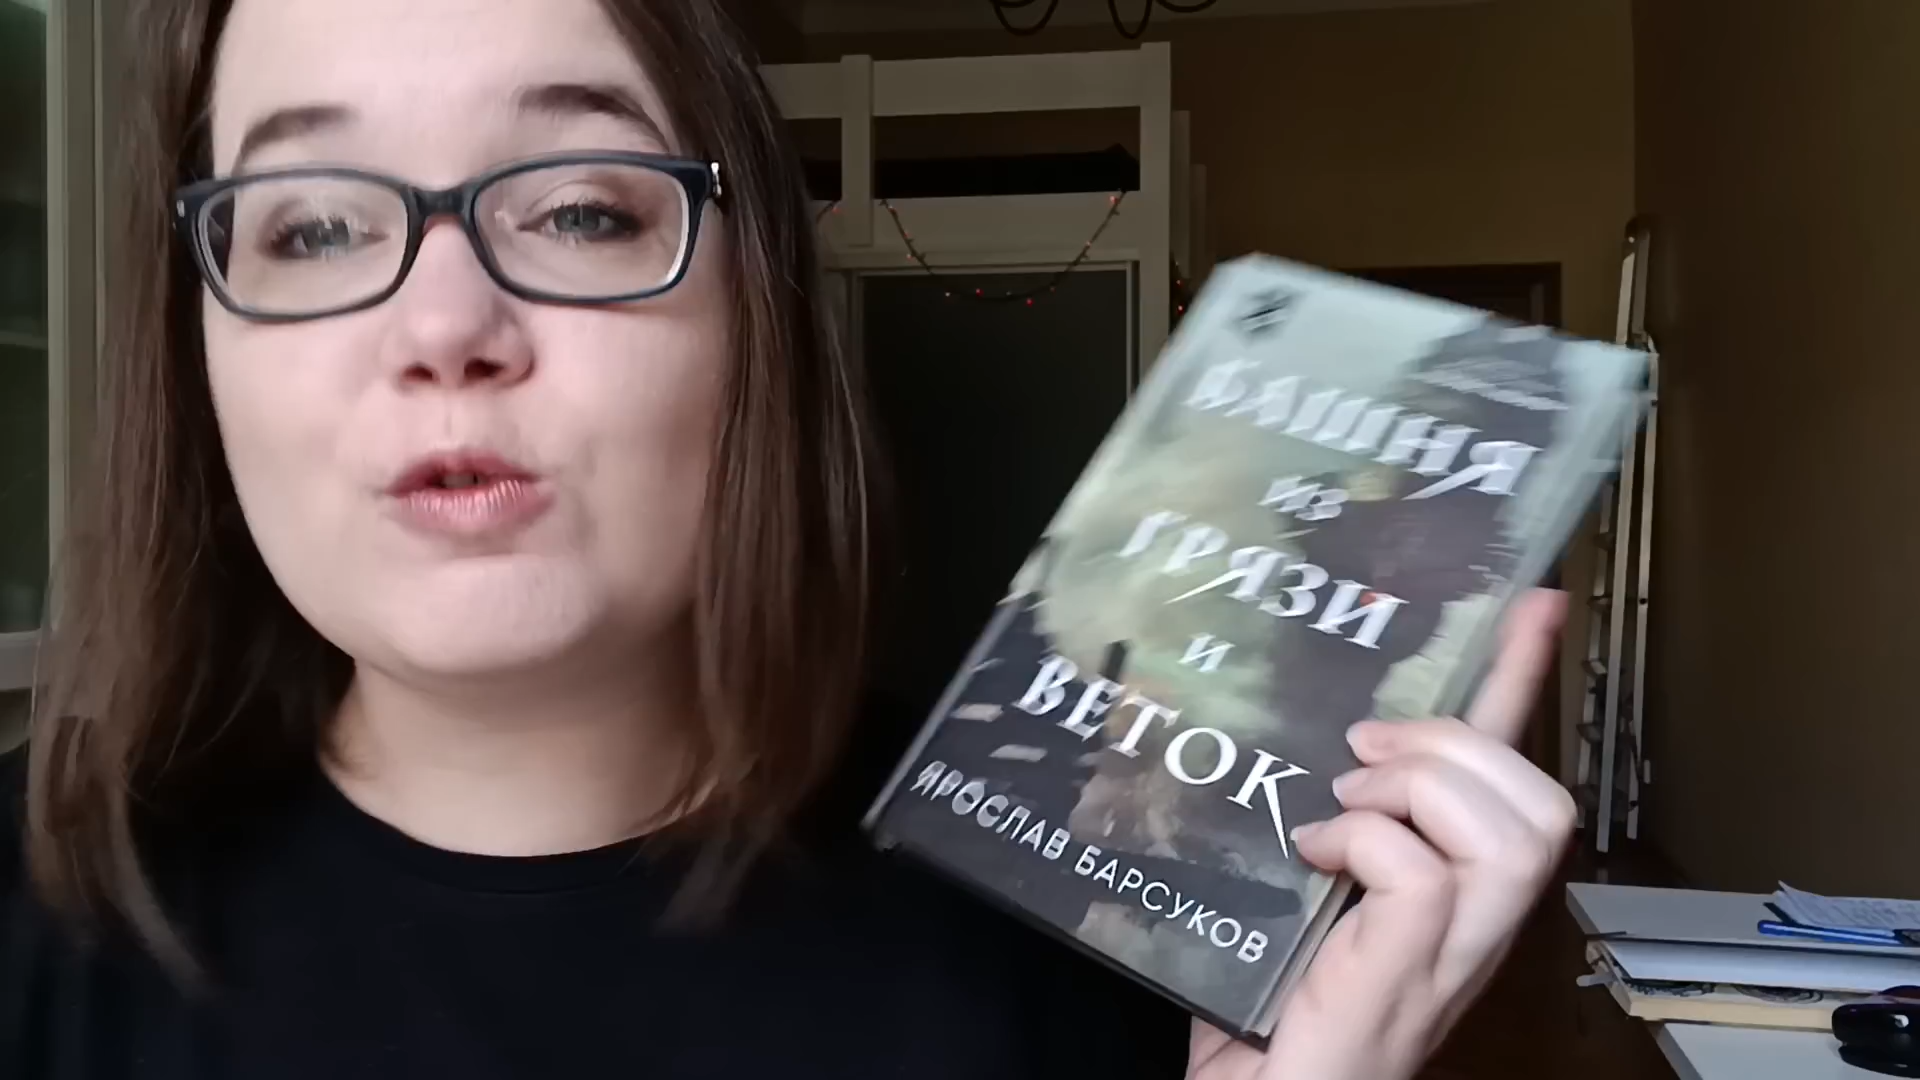 БАШНЯ
ИЗ
ГРЯЗИ
И
ВЕТОК
ЯРОСЛАВ БАРСУКОВ